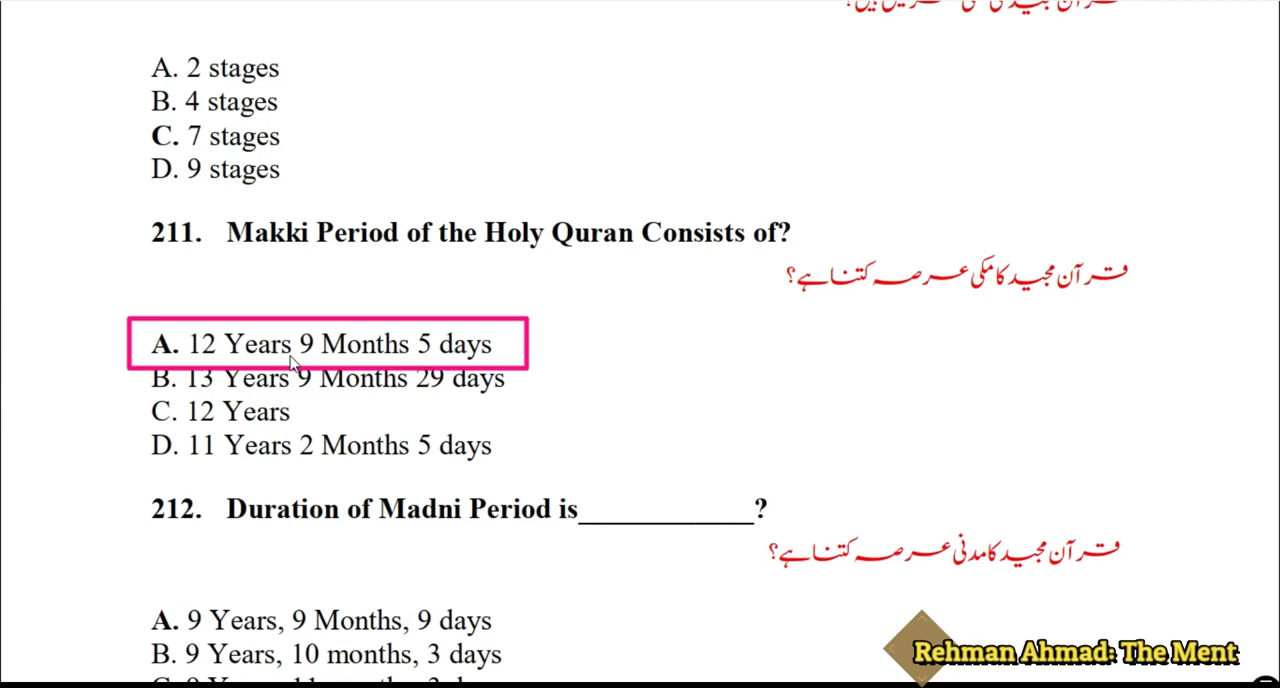 A. 2 stages
B. 4 stages
C. 7 stages
D. 9 stages
211. Makki Period of the Holy Quran Consists of?
قرآن مجید کا مکی عرصہ کتنا ہے؟
A. 12 Years 9 Months 5 days
B. 13 Years 9 Months 29 days
C. 12 Years
D. 11 Years 2 Months 5 days
212. Duration of Madni Period is____________?
قرآن مجید کا مدنی عرصہ کتنا ہے؟
A. 9 Years, 9 Months, 9 days
B. 9 Years, 10 months, 3 days
Rehman Ahmad: The Ment